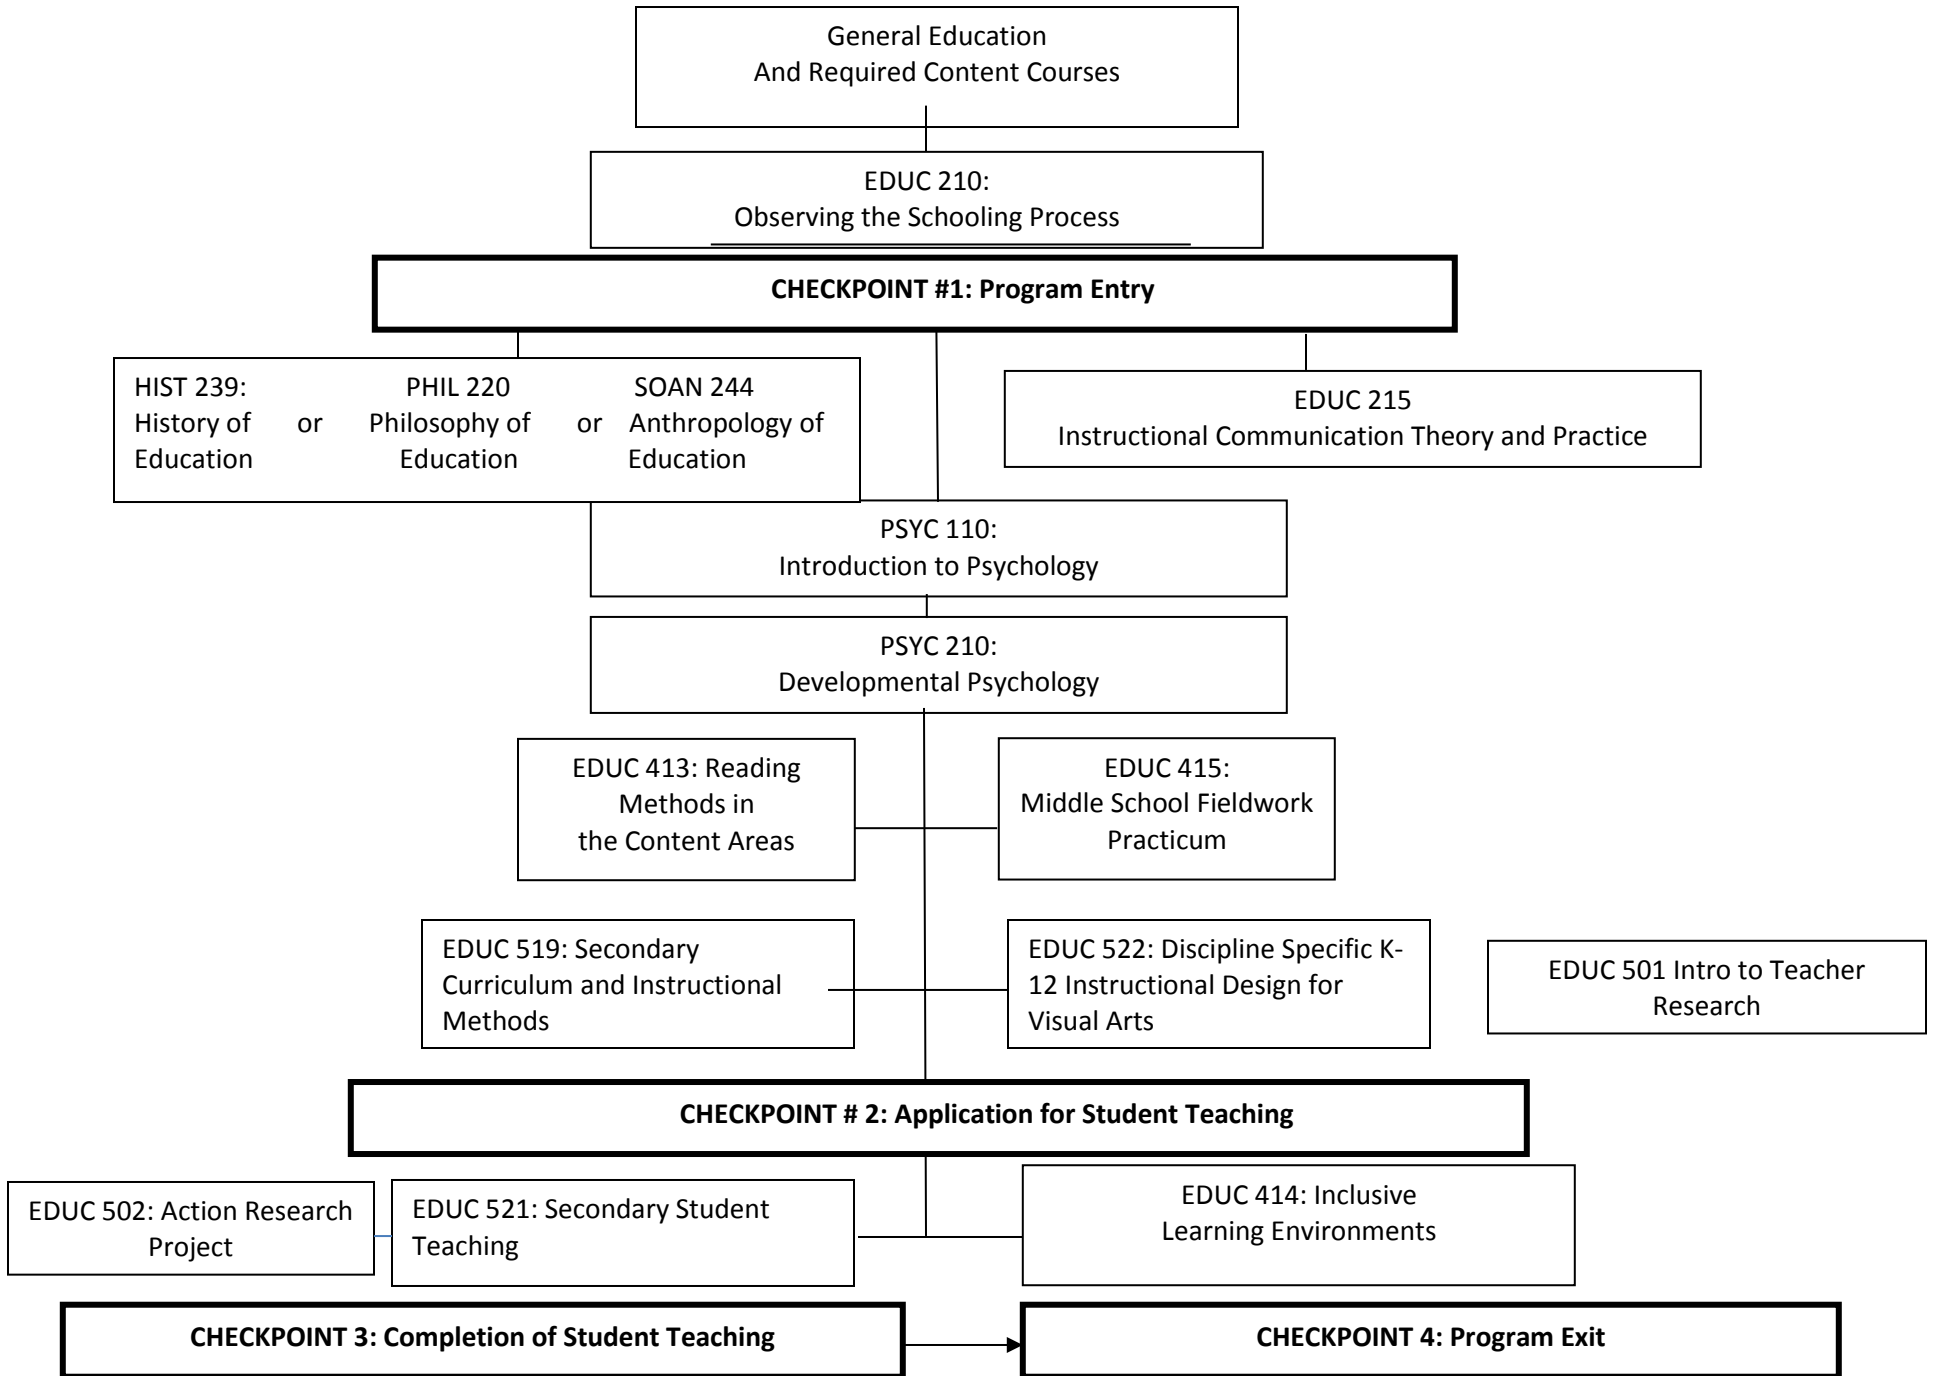 General Education
And Required Content Courses
EDUC 210:
Observing the Schooling Process
CHECKPOINT #1: Program Entry
HIST 239: PHIL 220 SOAN 244
History of or Philosophy of or Anthropology of
Education Education Education
EDUC 215
Instructional Communication Theory and Practice
PSYC 110:
Introduction to Psychology
PSYC 210:
Developmental Psychology
EDUC 413: Reading
Methods in
the Content Areas
EDUC 415:
Middle School Fieldwork
Practicum
EDUC 519: Secondary
Curriculum and Instructional
Methods
EDUC 522: Discipline Specific K-
12 Instructional Design for
Visual Arts
EDUC 501 Intro to Teacher
Research
CHECKPOINT # 2: Application for Student Teaching
EDUC 502: Action Research
Project
EDUC 521: Secondary Student
Teaching
EDUC 414: Inclusive
Learning Environments
CHECKPOINT 3: Completion of Student Teaching
CHECKPOINT 4: Program Exit